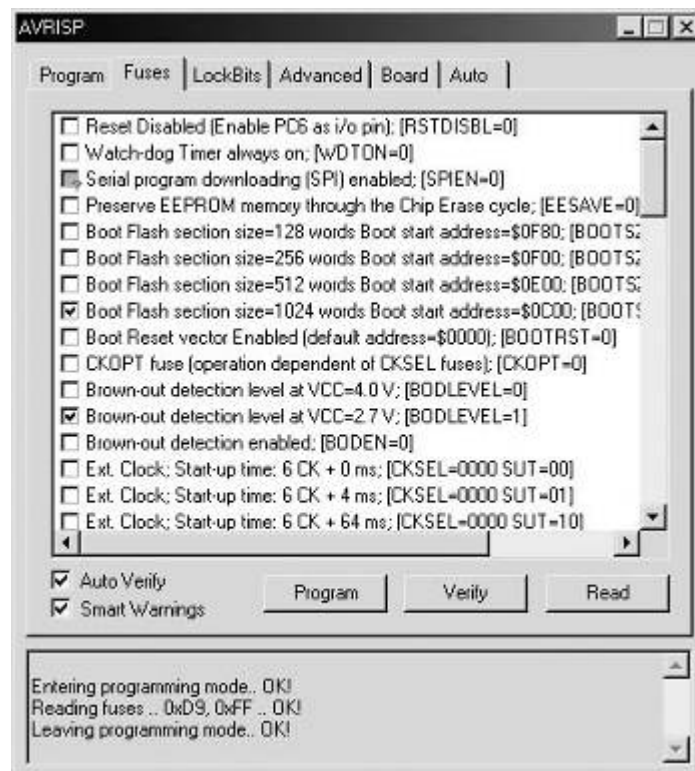 AVRISP
Program Fuses LockBits Advanced Board Auto
Reset Disabled (Enable PC6 as i/o pin); [RSTDISBL=0]
Watch-dog Timer always on; [WDTON=0]
Serial program downloading (SPI) enabled; [SPIEN=0]
Preserve EEPROM memory through the Chip Erase cycle; [EESAVE=0]
Boot Flash section size=128 words Boot start address=$0F80; [BOOTSZ
Boot Flash section size=256 words Boot start address=$0F00; [BOOTSZ
Boot Flash section size=512 words Boot start address=$0E00; [BOOTSZ
Boot Flash section size=1024 words Boot start address=$0C00; [BOOTS
Boot Reset vector Enabled (default address=$0000); [BOOTRST=0]
CKOPT fuse (operation dependent of CKSEL fuses); [CKOPT=0]
Brown-out detection level at VCC=4.0 V; [BODLEVEL=0]
Brown-out detection level at VCC=2.7 V; [BODLEVEL=1]
Brown-out detection enabled; [BODEN=0]
Ext. Clock; Start-up time: 6 CK + 0 ms; [CKSEL=0000 SUT=00]
Ext. Clock; Start-up time: 6 CK + 4 ms; [CKSEL=0000 SUT=01]
Ext. Clock; Start-up time: 6 CK + 64 ms; [CKSEL=0000 SUT=10]
Auto Verify
Smart Warnings
Program Verify Read
Entering programming mode.. OK!
Reading fuses .. 0xD9, 0xFF .. OK!
Leaving programming mode.. OK!